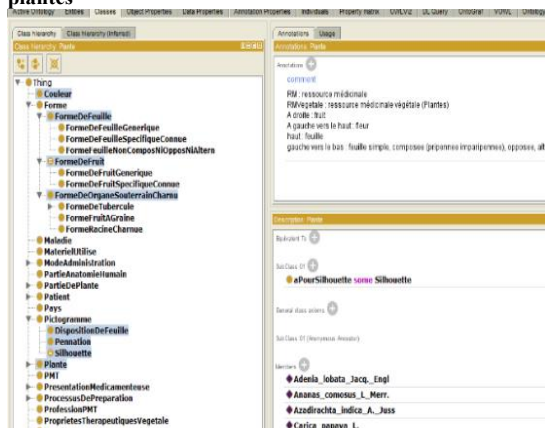 plantes
Active Ontology Entities Classes Object Properties Data Properties Annotation Properties Individuals Property Matrix OWLViz DL Query OntoGraf VOWL Ontology
Class hierarchy Class hierarchy (inferred)
Class hierarchy Plante
Thing
Couleur
Forme
FormeDeFeuille
FormeDeFeuilleGenerique
FormeDeFeuilleSpecifiqueConnue
FormeFeuilleNonComposNiOpposNiAltern
FormeDeFruit
FormeDeFruitGenerique
FormeDeFruitSpecifiqueConnue
FormeDeOrganeSouterrainCharnu
FormeDeTubercule
FormeFruitAGraine
FormeRacineCharnue
Maladie
MaterielUtilise
ModeAdministration
PartieAnatomieHumain
PartieDePlante
Patient
Pays
Pictogramme
DispositionDeFeuille
Pennation
Silhouette
Plante
PMT
PresentationMedicamenteuse
ProcessusDePreparation
ProfessionPMT
ProprietesTherapeutiquesVegetale
Annotations Usage
Annotations Plante
Annotations
comment
RM : ressource médicinale
RMVegetale : ressource médicinale végétale (Plantes)
A droite : fruit
A gauche vers le haut : fleur
haut : feuille
gauche vers le bas : feuille simple, composes (pripennes imparipennes), opposee, alt
Description Plante
Equivalent To
SubClass Of
aPourSilhouette some Silhouette
General class axioms
SubClass Of (Anonymous Ancestor)
Members
Adenia_lobata_Jacq._Engl
Ananas_comosus_L_Merr.
Azadirachta_indica_A._Juss
Carica_papaya_L.